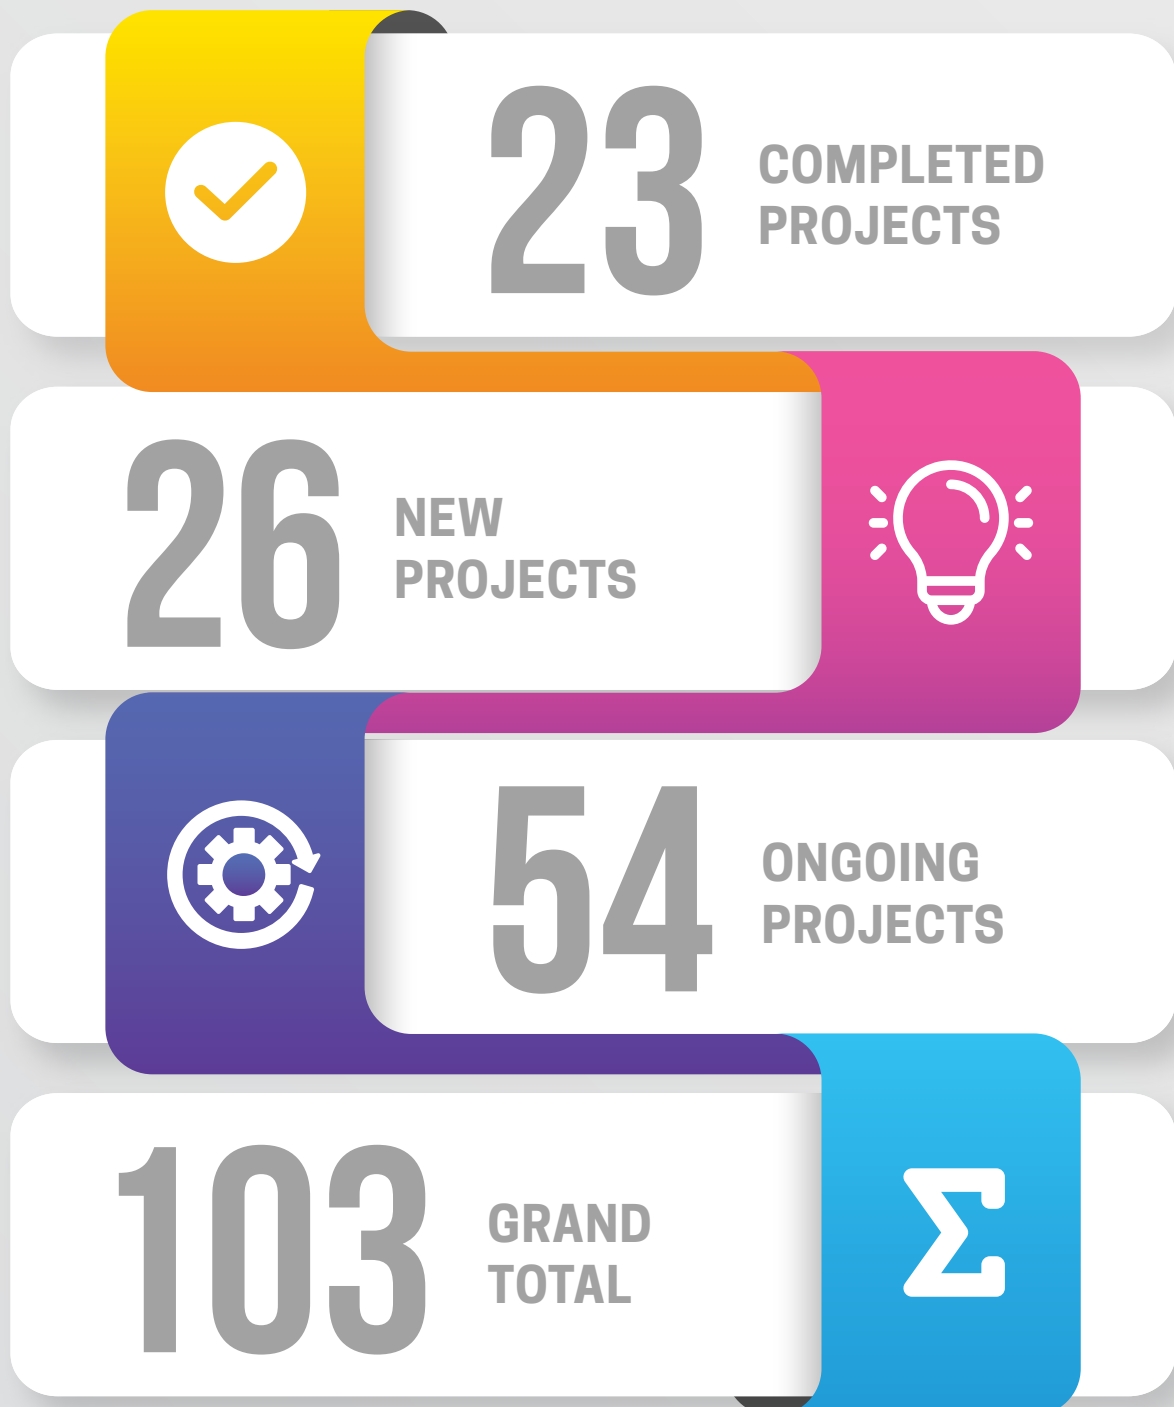 23
COMPLETED
PROJECTS
26
NEW
PROJECTS
54
ONGOING
PROJECTS
103
GRAND
TOTAL
Σ